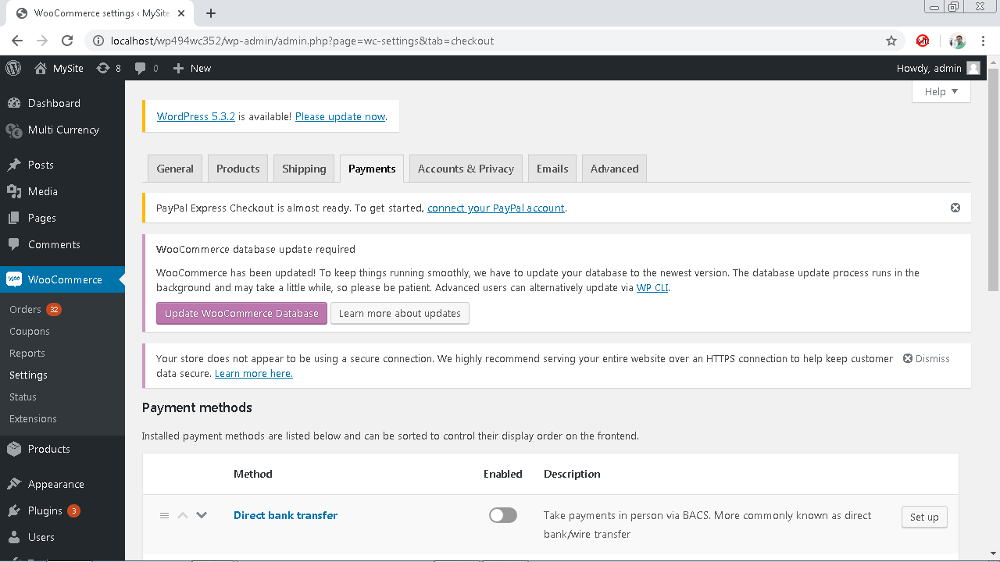 WooCommerce settings ‹ MySite
localhost/wp494wc352/wp-admin/admin.php?page=wc-settings&tab=checkout
MySite 8 0 New Howdy, admin
Help
Dashboard
Multi Currency
Posts
Media
Pages
Comments
WooCommerce
Orders 32
Coupons
Reports
Settings
Status
Extensions
Products
Appearance
Plugins 3
Users
WordPress 5.3.2 is available! Please update now.
General Products Shipping Payments Accounts & Privacy Emails Advanced
PayPal Express Checkout is almost ready. To get started, connect your PayPal account.
WooCommerce database update required
WooCommerce has been updated! To keep things running smoothly, we have to update your database to the newest version. The database update process runs in the
background and may take a little while, so please be patient. Advanced users can alternatively update via WP CLI.
Update WooCommerce Database Learn more about updates
Your store does not appear to be using a secure connection. We highly recommend serving your entire website over an HTTPS connection to help keep customer
data secure. Learn more here.
Dismiss
Payment methods
Installed payment methods are listed below and can be sorted to control their display order on the frontend.
Method Enabled Description
Direct bank transfer
Take payments in person via BACS. More commonly known as direct
bank/wire transfer
Set up